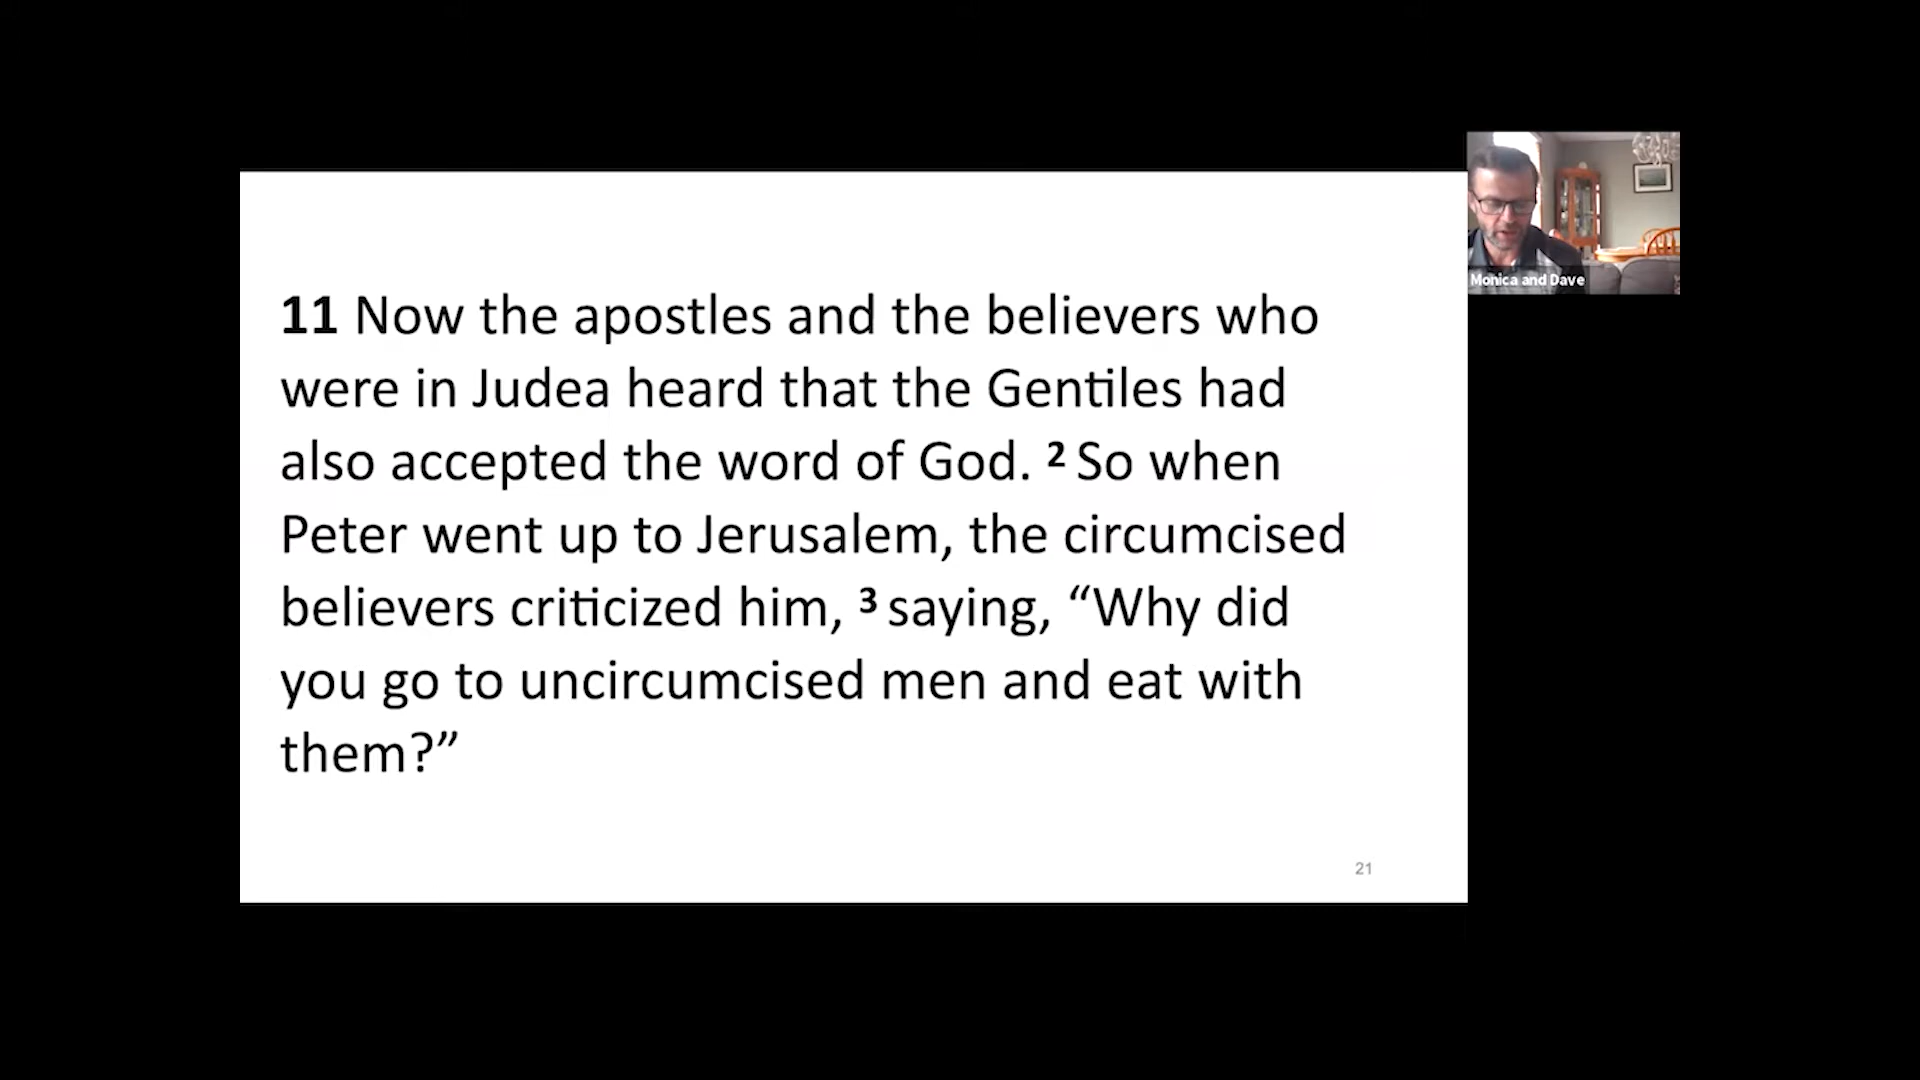 11 Now the apostles and the believers who
were in Judea heard that the Gentiles had
also accepted the word of God. 2 So when
Peter went up to Jerusalem, the circumcised
believers criticized him, 3 saying, “Why did
you go to uncircumcised men and eat with
them?”
21
Monica and Dave